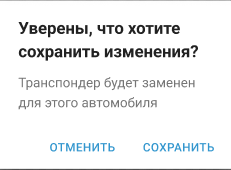 Уверены, что хотите
сохранить изменения?
Транспондер будет заменен
для этого автомобиля
ОТМЕНИТЬ СОХРАНИТЬ